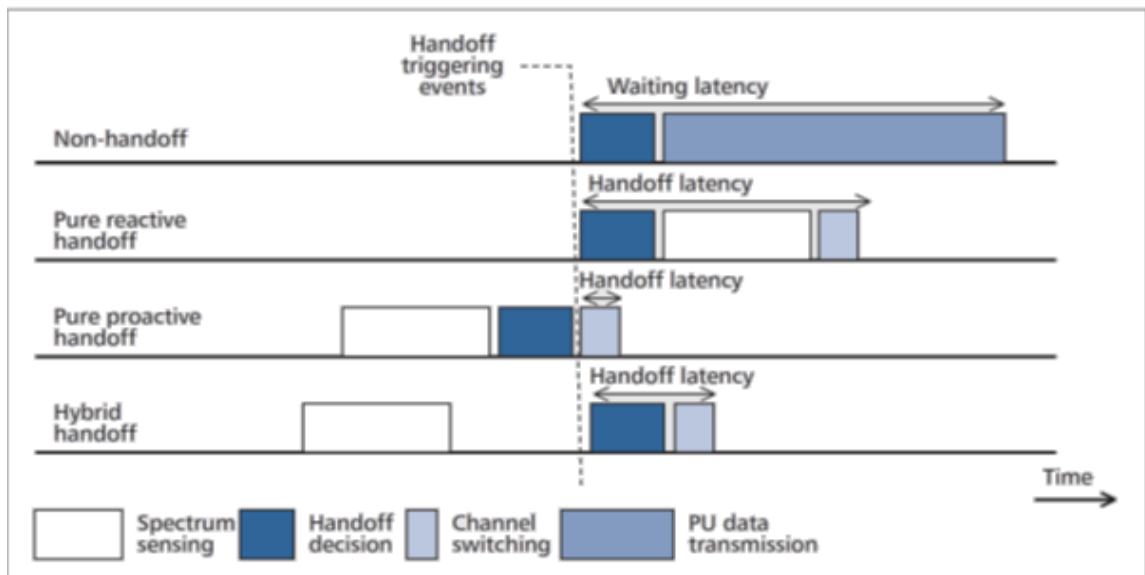 Handoff
triggering
events
Waiting latency
Non-handoff
Handoff latency
Pure reactive
handoff
Handoff latency
Pure proactive
handoff
Handoff latency
Hybrid
handoff
Time
Spectrum
sensing
Handoff
decision
Channel
switching
PU data
transmission